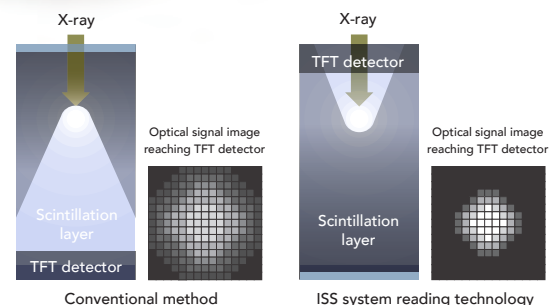 X-ray
Optical signal image
reaching TFT detector
Scintillation
layer
TFT detector
Conventional method
X-ray
TFT detector
Optical signal image
reaching TFT detector
Scintillation
layer
ISS system reading technology